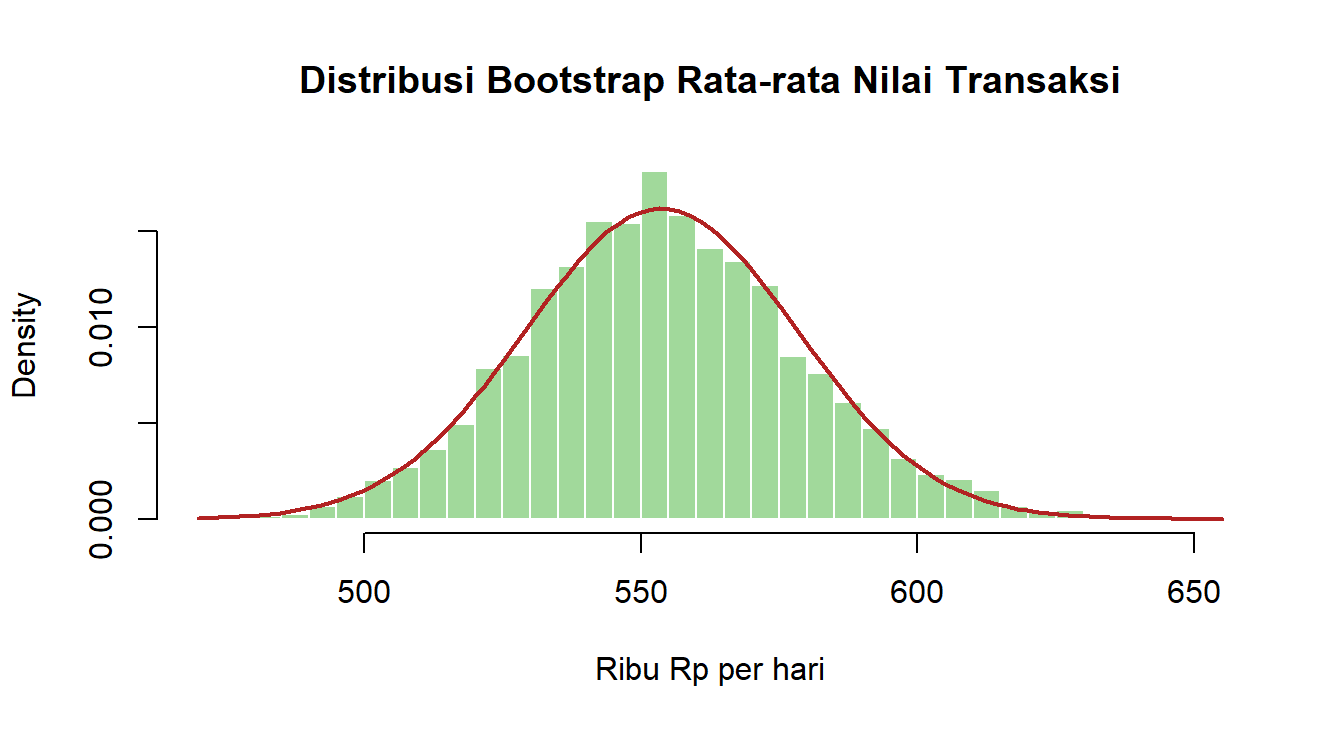 Distribusi Bootstrap Rata-rata Nilai Transaksi
Density
0.010
0.000
500 550 600 650
Ribu Rp per hari